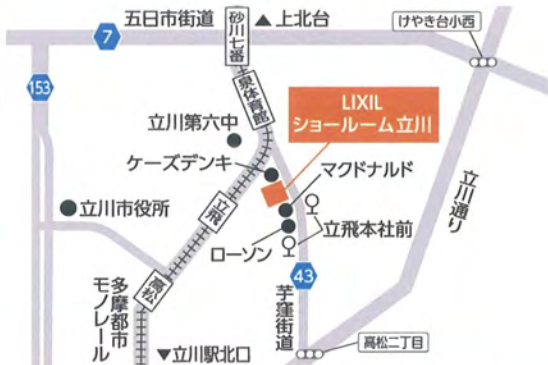 五日市街道
7
砂川七番
▲上北台
けやき台小西
153
泉体育館
LIXIL
ショールーム立川
立川第六中
ケーズデンキ
マクドナルド
立川通り
立川市役所
立飛
立飛本社前
ローソン
高松
43
多摩都市
モノレール
芋窪街道
高松二丁目
▼立川駅北口